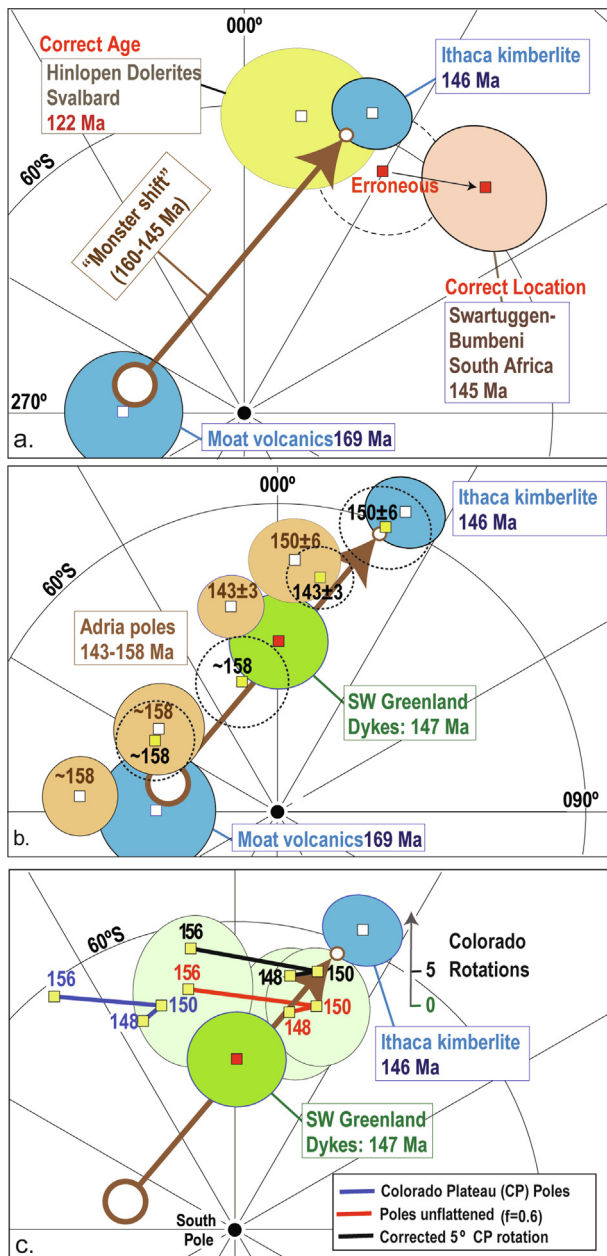 000º
Correct Age
Hinlopen Dolerites
Svalbard
122 Ma
Ithaca kimberlite
146 Ma
60ºS
Erroneous
"Monster shift"
(160-145 Ma)
Correct Location
Swartuggen-
Bumbeni
South Africa
145 Ma
270º
Moat volcanics 169 Ma
a.
000º
Ithaca kimberlite
146 Ma
150±6
150±6
60ºS
143±3
143±3
Adria poles
143-158 Ma
~158
~158
~158
SW Greenland
Dykes: 147 Ma
~158
090º
Moat volcanics 169 Ma
b.
60ºS
156
148
150
Colorado
Rotations
5
0
156
156
150
148
150
148
Ithaca kimberlite
146 Ma
SW Greenland
Dykes: 147 Ma
South
Pole
Colorado Plateau (CP) Poles
Poles unflattened (f=0.6)
Corrected 5º CP rotation
c.